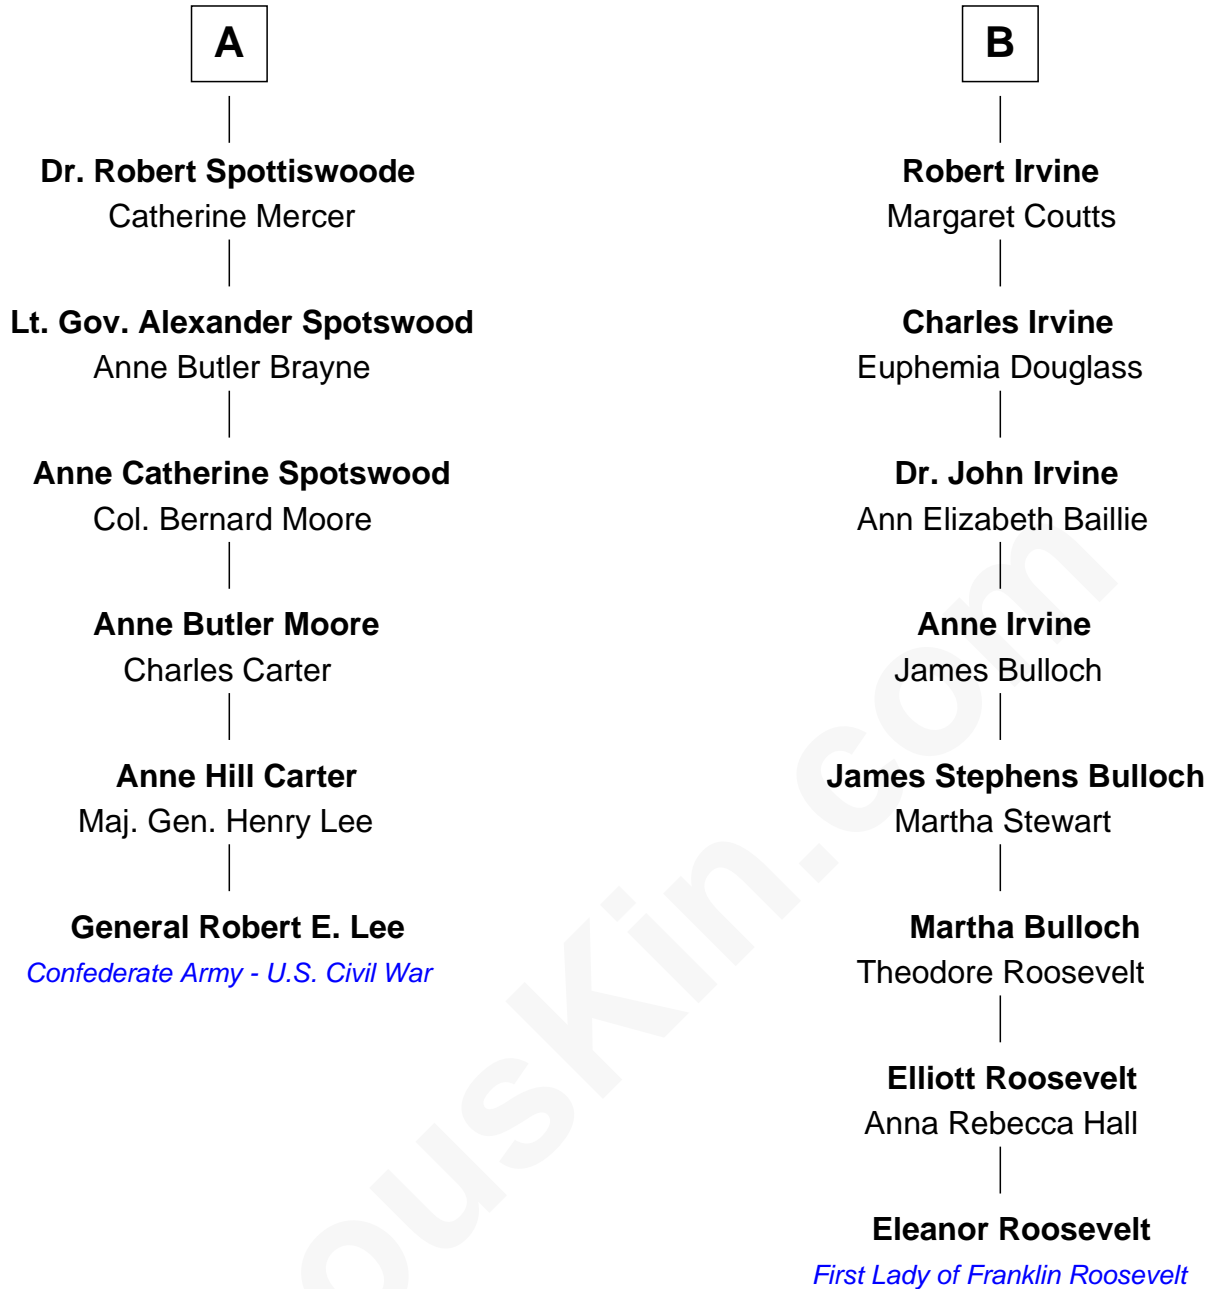 A
Dr. Robert Spottiswoode
Catherine Mercer
Lt. Gov. Alexander Spotswood
Anne Butler Brayne
Anne Catherine Spotswood
Col. Bernard Moore
Anne Butler Moore
Charles Carter
Anne Hill Carter
Maj. Gen. Henry Lee
General Robert E. Lee
Confederate Army - U.S. Civil War
B
Robert Irvine
Margaret Coutts
Charles Irvine
Euphemia Douglass
Dr. John Irvine
Ann Elizabeth Baillie
Anne Irvine
James Bulloch
James Stephens Bulloch
Martha Stewart
Martha Bulloch
Theodore Roosevelt
Elliott Roosevelt
Anna Rebecca Hall
Eleanor Roosevelt
First Lady of Franklin Roosevelt
ousKin.com